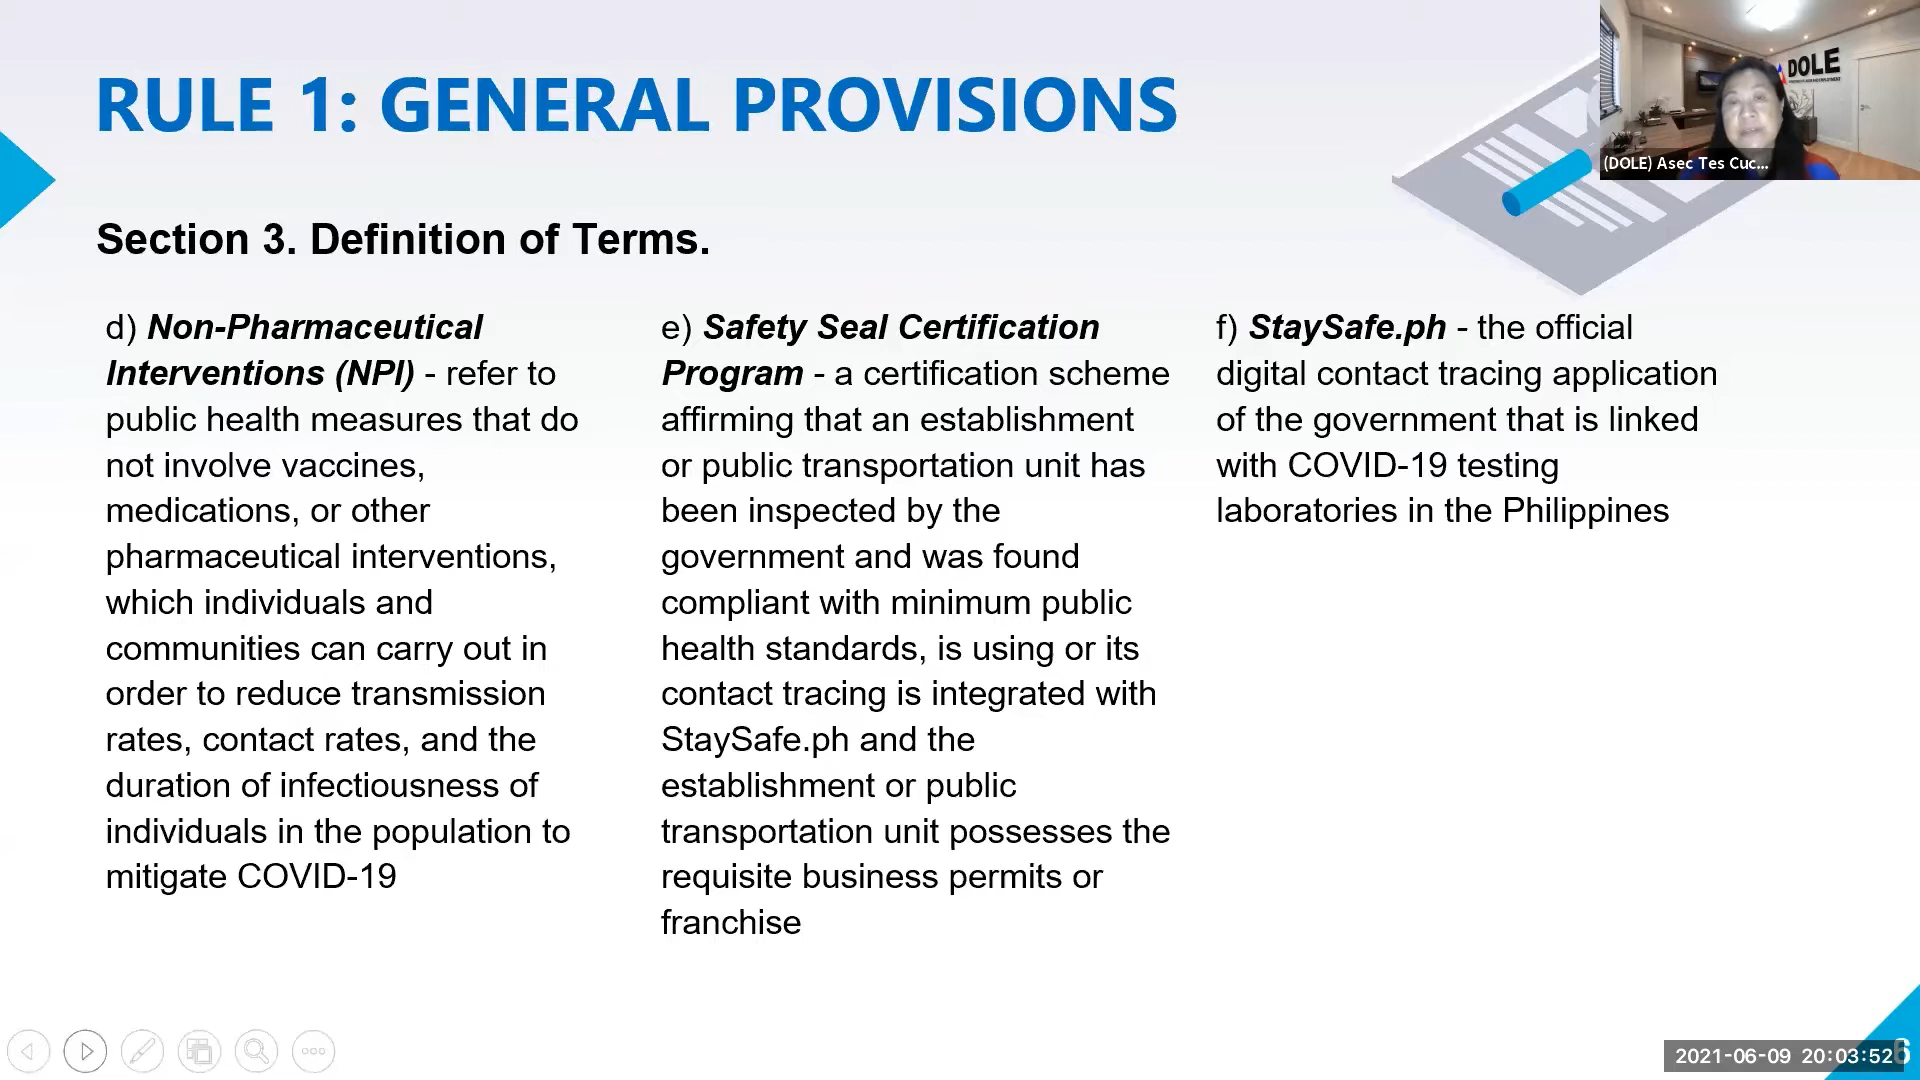 RULE 1: GENERAL PROVISIONS
DOLE
(DOLE) Asec Tes Cuc...
Section 3. Definition of Terms.
d) Non-Pharmaceutical
Interventions (NPI) - refer to
public health measures that do
not involve vaccines,
medications, or other
pharmaceutical interventions,
which individuals and
communities can carry out in
order to reduce transmission
rates, contact rates, and the
duration of infectiousness of
individuals in the population to
mitigate COVID-19
e) Safety Seal Certification
Program - a certification scheme
affirming that an establishment
or public transportation unit has
been inspected by the
government and was found
compliant with minimum public
health standards, is using or its
contact tracing is integrated with
StaySafe.ph and the
establishment or public
transportation unit possesses the
requisite business permits or
franchise
f) StaySafe.ph - the official
digital contact tracing application
of the government that is linked
with COVID-19 testing
laboratories in the Philippines
2021-06-09 20:03:52
6